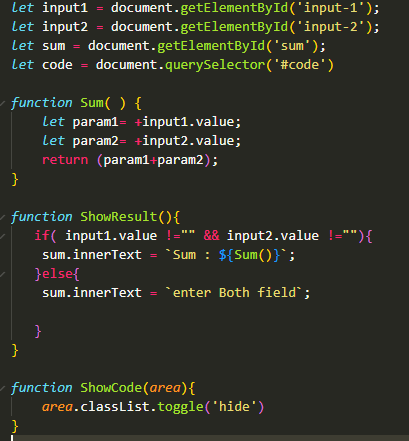 let input1 = document.getElementById('input-1');
let input2 = document.getElementById('input-2');
let sum = document.getElementById('sum');
let code = document.querySelector('#code')
function Sum( ) {
let param1= +input1.value;
let param2= +input2.value;
return (param1+param2);
}
function ShowResult(){
if( input1.value !="" && input2.value !=""){
sum.innerText = `Sum : ${Sum()}`;
}else{
sum.innerText = `enter Both field`;
}
}
function ShowCode(area){
area.classList.toggle('hide')
}